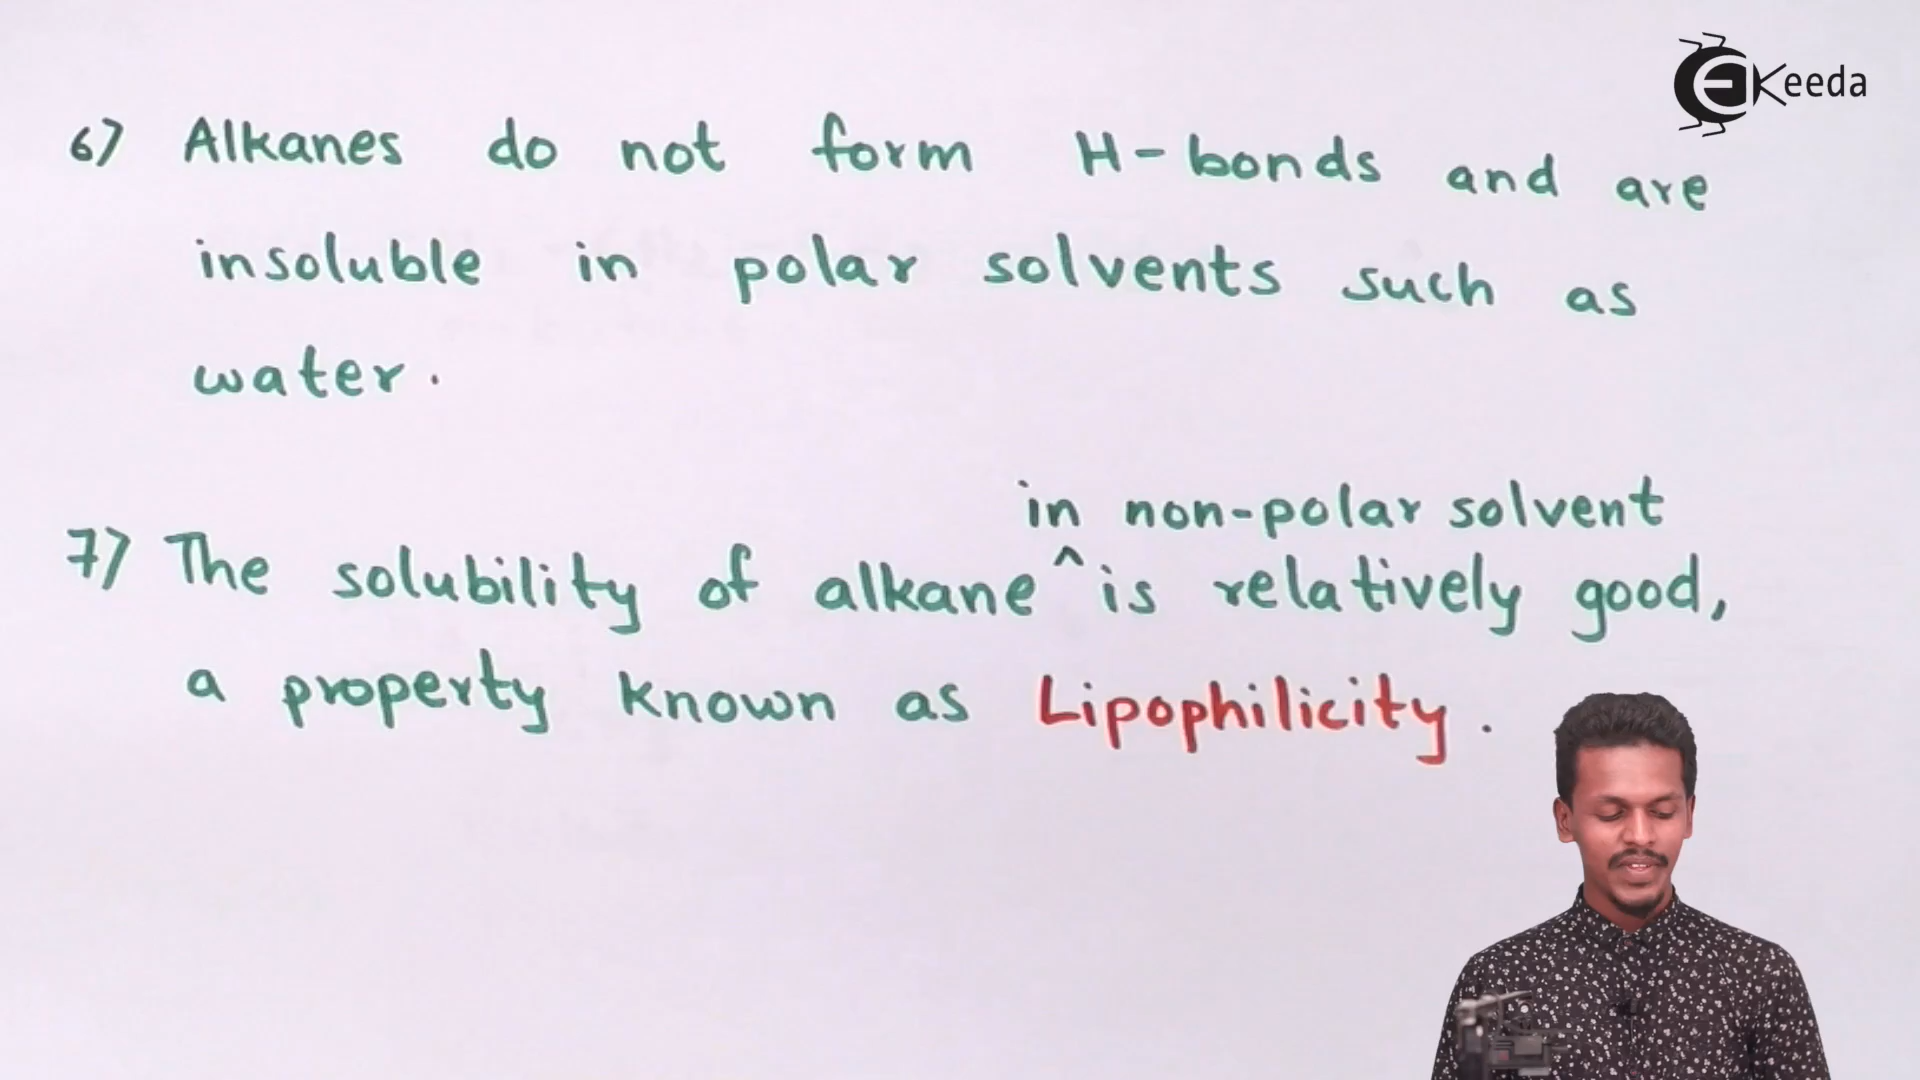 EKeeda
6) Alkanes do not form H-bonds and are
insoluble in polar solvents such as
water.
in non-polar solvent
7) The solubility of alkane ^ is relatively good,
a property known as Lipophilicity.